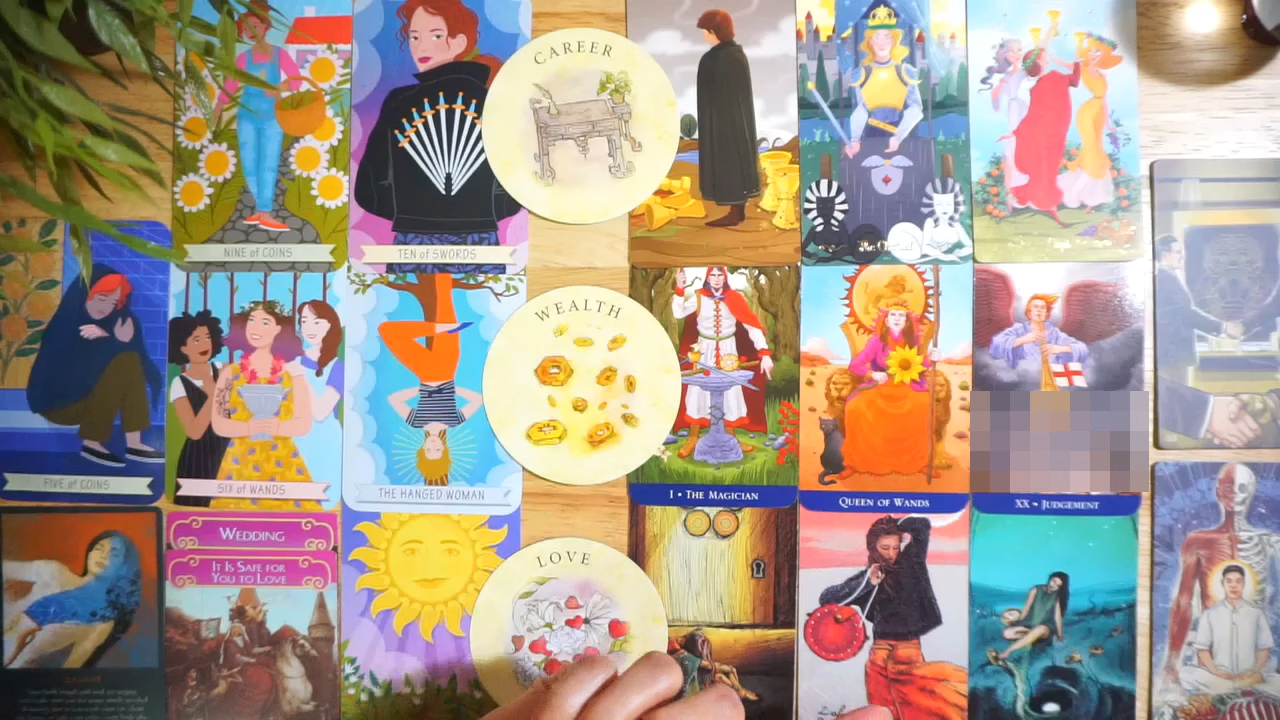 CAREER
NINE of COINS
TEN of SWORDS
WEALTH
FIVE of COINS
SIX of WANDS
THE HANGED WOMAN
I • THE MAGICIAN
QUEEN OF WANDS
XX ~ JUDGEMENT
WEDDING
IT IS SAFE FOR
YOU TO LOVE
LOVE